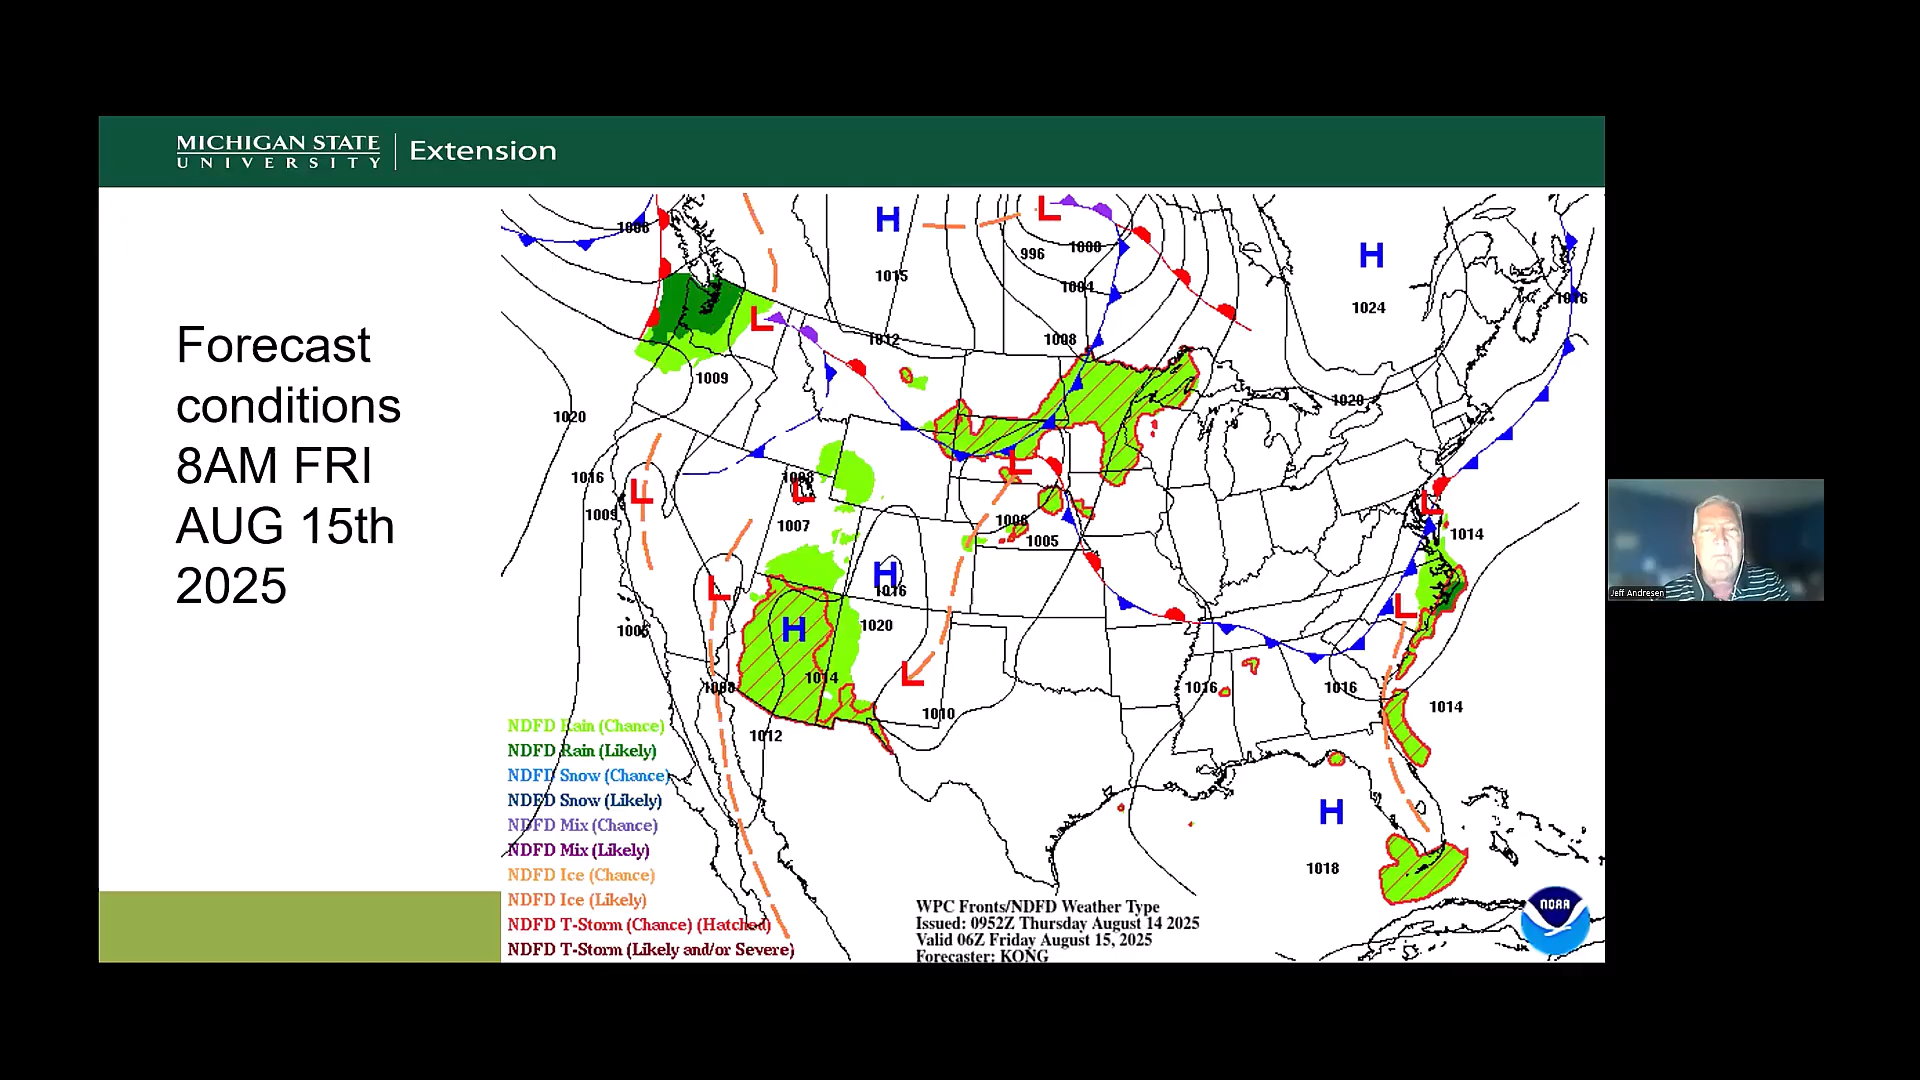 MICHIGAN STATE
UNIVERSITY
Extension
Forecast
conditions
8AM FRI
AUG 15th
2025
H
L
1008
996
1000
H
1015
1004
1024
1016
L
1012
1008
1009
1020
1020
1016
L
1008
L
L
L
1009
1007
1008
1005
1014
L
H
1016
H
L
1005
1020
1008
1014
L
1016
1016
1010
1014
1012
H
1018
NDFD Rain (Chance)
NDFD Rain (Likely)
NDFD Snow (Chance)
NDFD Snow (Likely)
NDFD Mix (Chance)
NDFD Mix (Likely)
NDFD Ice (Chance)
NDFD Ice (Likely)
NDFD T-Storm (Chance) (Hatched)
NDFD T-Storm (Likely and/or Severe)
WPC Fronts/NDFD Weather Type
Issued: 0952Z Thursday August 14 2025
Valid 06Z Friday August 15, 2025
Forecaster: KONG
NOAA
Jeff Andresen